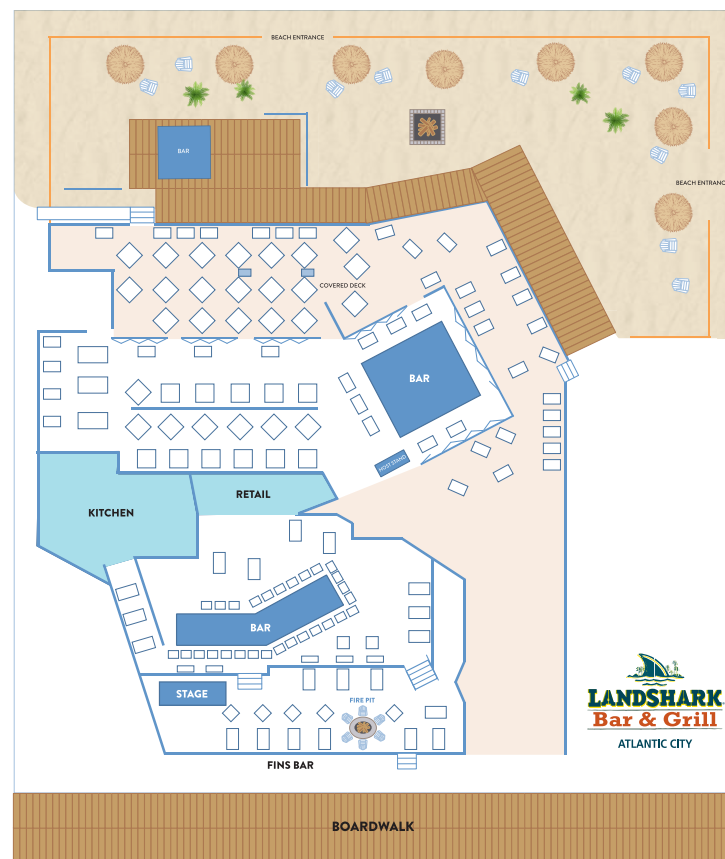 BEACH ENTRANCE
BAR
BEACH ENTRANCE
COVERED DECK
BAR
HOST STAND
RETAIL
KITCHEN
BAR
STAGE
FIRE PIT
LANDSHARK
Bar & Grill
ATLANTIC CITY
FINS BAR
BOARDWALK